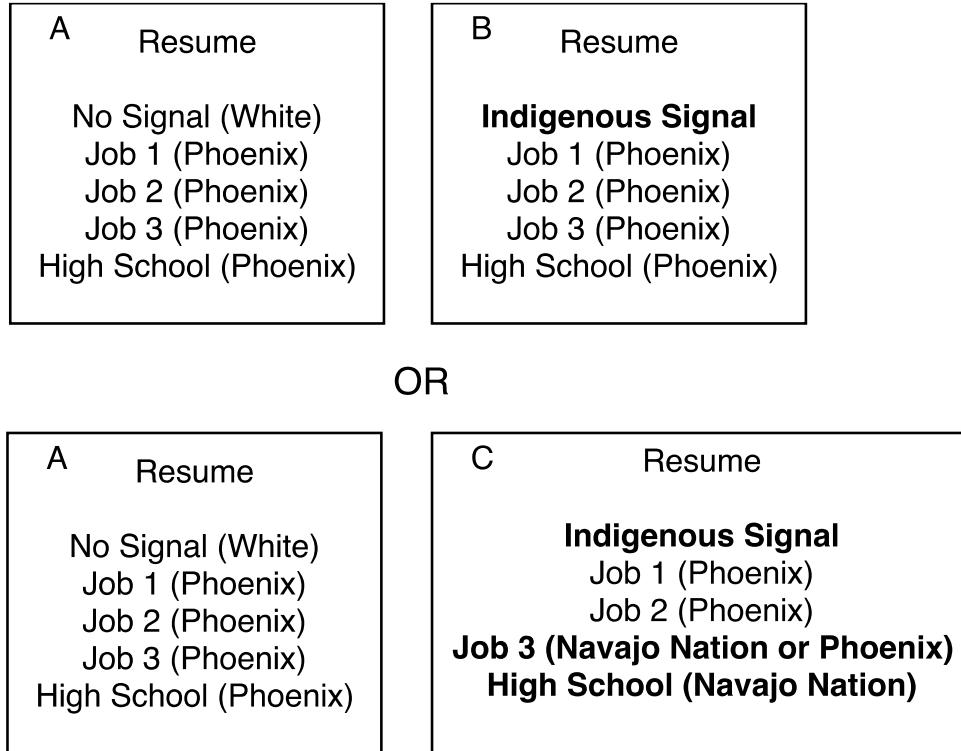 A
Resume
No Signal (White)
Job 1 (Phoenix)
Job 2 (Phoenix)
Job 3 (Phoenix)
High School (Phoenix)
B
Resume
Indigenous Signal
Job 1 (Phoenix)
Job 2 (Phoenix)
Job 3 (Phoenix)
High School (Phoenix)
OR
A
Resume
No Signal (White)
Job 1 (Phoenix)
Job 2 (Phoenix)
Job 3 (Phoenix)
High School (Phoenix)
C
Resume
Indigenous Signal
Job 1 (Phoenix)
Job 2 (Phoenix)
Job 3 (Navajo Nation or Phoenix)
High School (Navajo Nation)